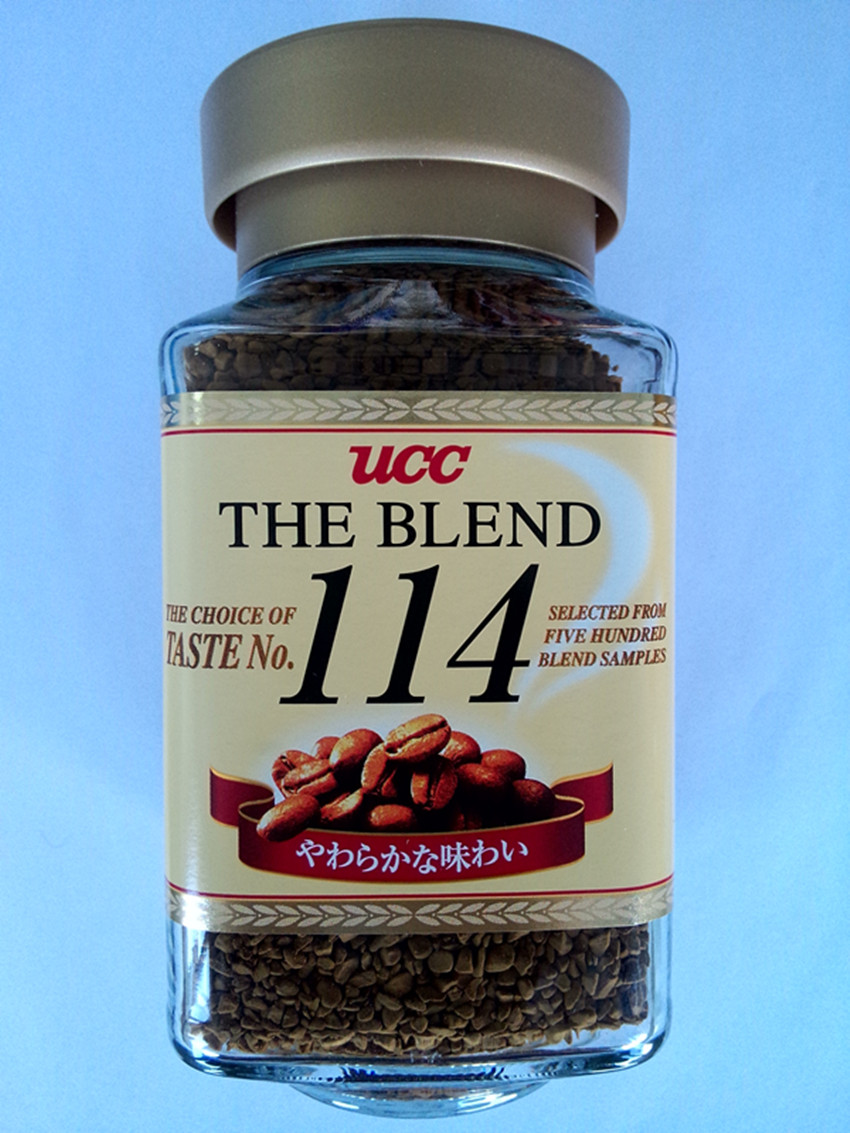 UCC
THE BLEND
114
THE CHOICE OF
TASTE No.
SELECTED FROM
FIVE HUNDRED
BLEND SAMPLES
やわらかな味わい